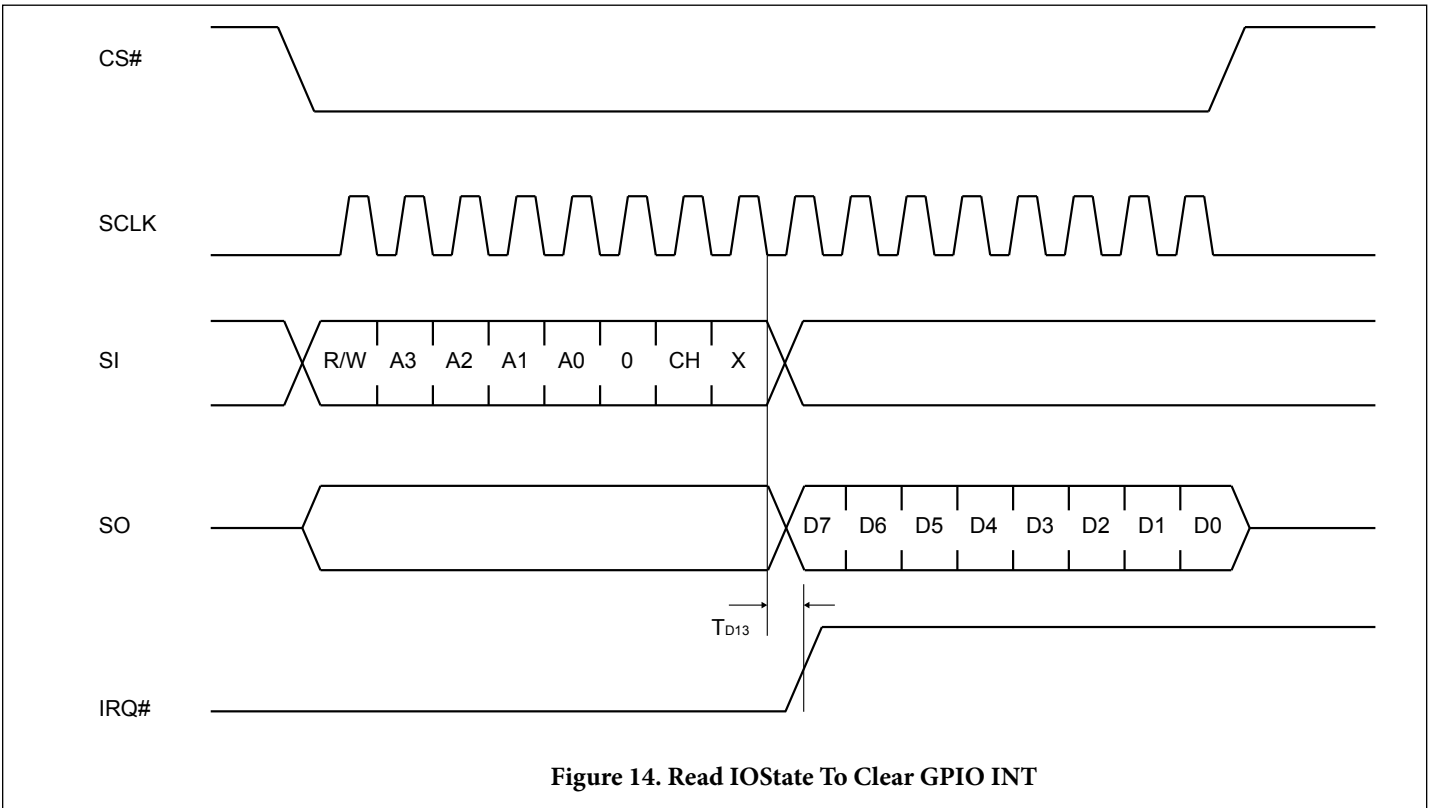 CS#
SCLK
SI
R/W A3 A2 A1 A0 0 CH X
SO
D7 D6 D5 D4 D3 D2 D1 D0
TD13
IRQ#
Figure 14. Read IOState To Clear GPIO INT